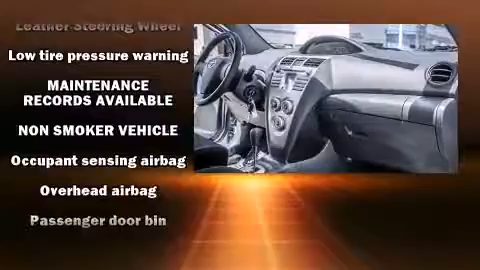 Leather Steering Wheel
Low tire pressure warning
MAINTENANCE
RECORDS AVAILABLE
NON SMOKER VEHICLE
Occupant sensing airbag
Overhead airbag
Passenger door bin